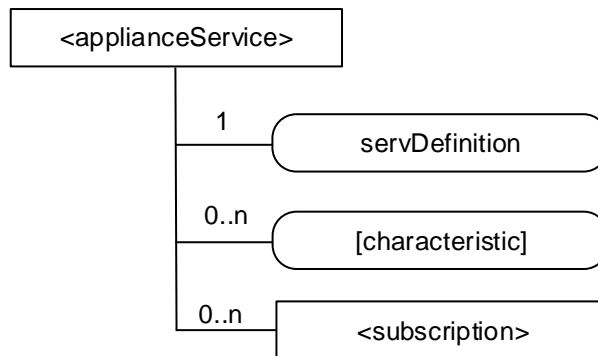 <applianceService>
1
servDefinition
0..n
[characteristic]
0..n
<subscription>